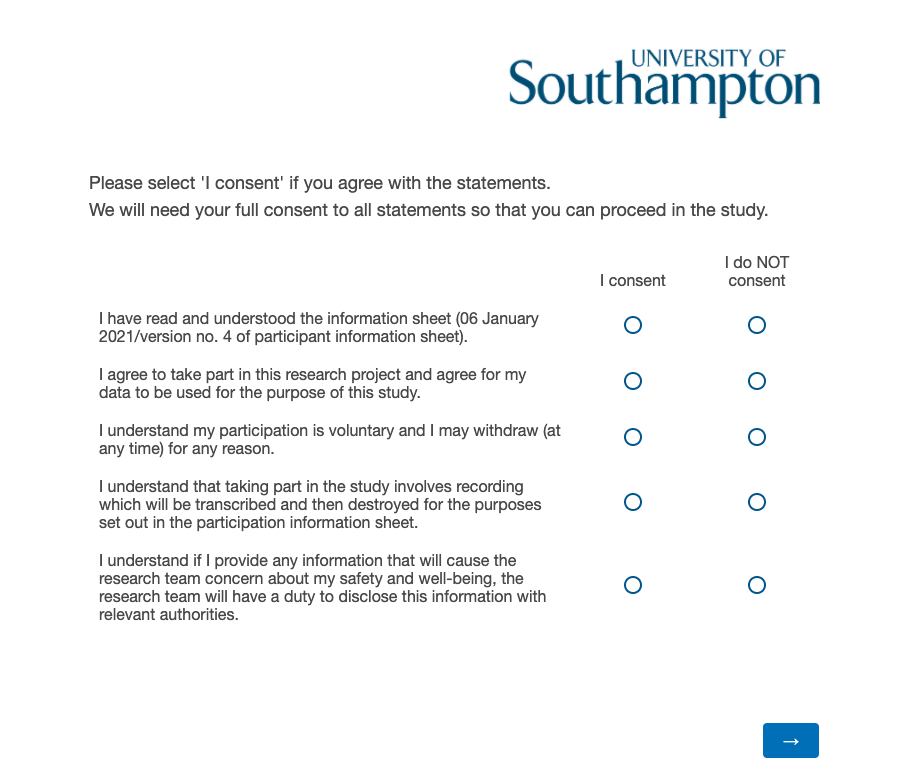 UNIVERSITY OF
Southampton
Please select 'I consent' if you agree with the statements.
We will need your full consent to all statements so that you can proceed in the study.
I consent
I do NOT
consent
I have read and understood the information sheet (06 January
2021/version no. 4 of participant information sheet).
I agree to take part in this research project and agree for my
data to be used for the purpose of this study.
I understand my participation is voluntary and I may withdraw (at
any time) for any reason.
I understand that taking part in the study involves recording
which will be transcribed and then destroyed for the purposes
set out in the participation information sheet.
I understand if I provide any information that will cause the
research team concern about my safety and well-being, the
research team will have a duty to disclose this information with
relevant authorities.
→